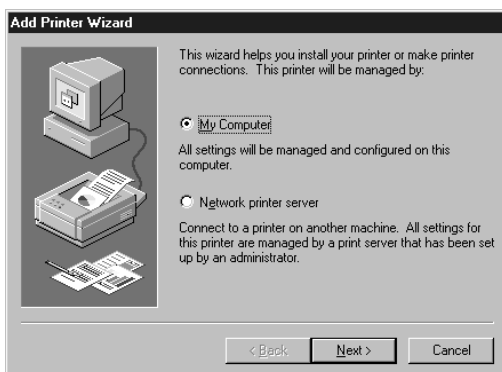 Add Printer Wizard
This wizard helps you install your printer or make printer
connections.  This printer will be managed by:
My Computer
All settings will be managed and configured on this
computer.
Network printer server
Connect to a printer on another machine.  All settings for
this printer are managed by a print server that has been set
up by an administrator.
< Back
Next >
Cancel